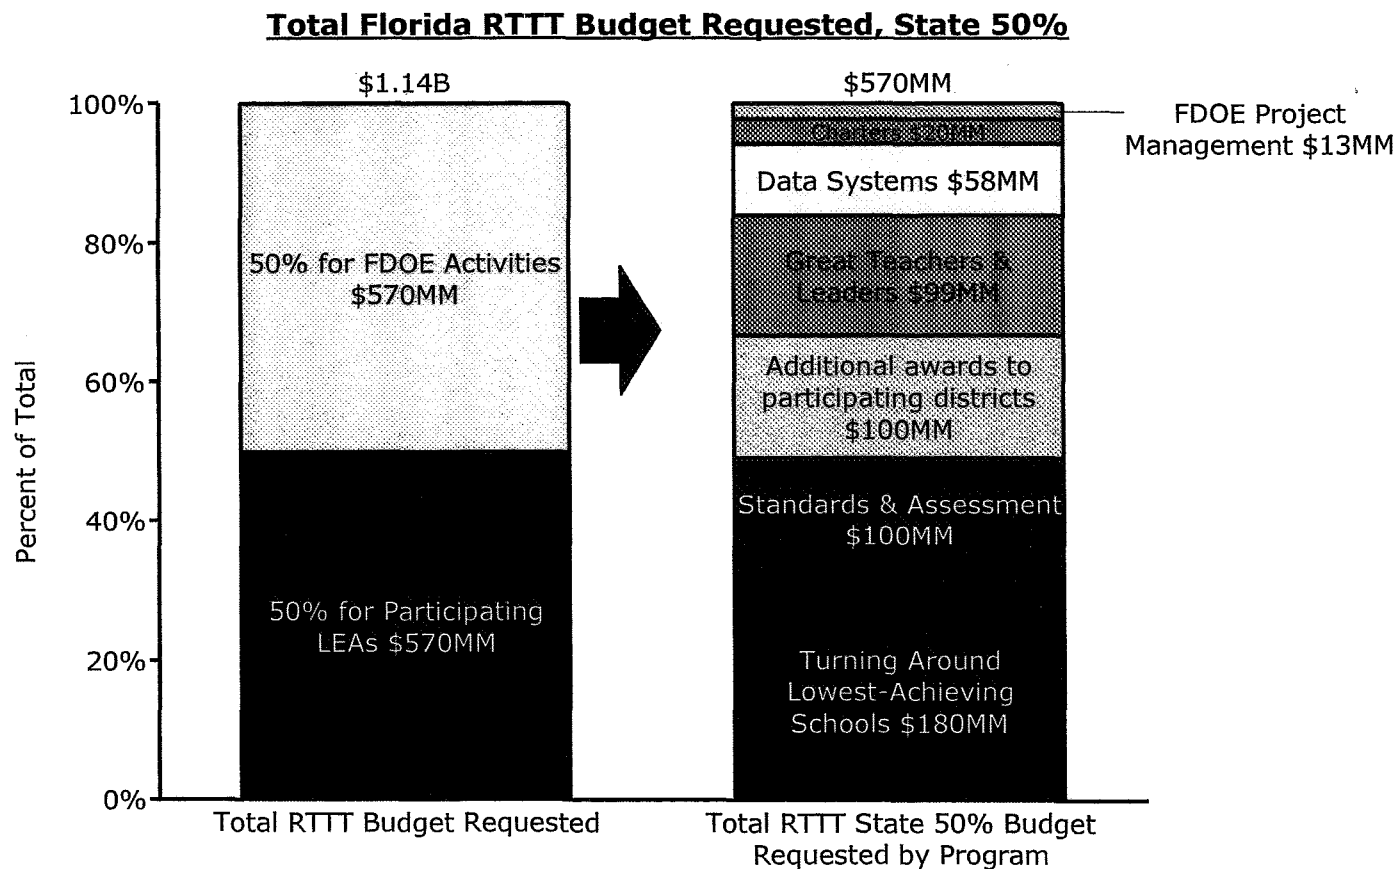 Total Florida RTTT Budget Requested, State 50%
$1.14B
$570MM
100%
80%
60%
40%
20%
0%
Percent of Total
50% for FDOE Activities
$570MM
50% for Participating
LEAs $570MM
FDOE Project
Management $13MM
Charters $20MM
Data Systems $58MM
Great Teachers &
Leaders $99MM
Additional awards to
participating districts
$100MM
Standards & Assessment
$100MM
Turning Around
Lowest-Achieving
Schools $180MM
Total RTTT Budget Requested
Total RTTT State 50% Budget
Requested by Program